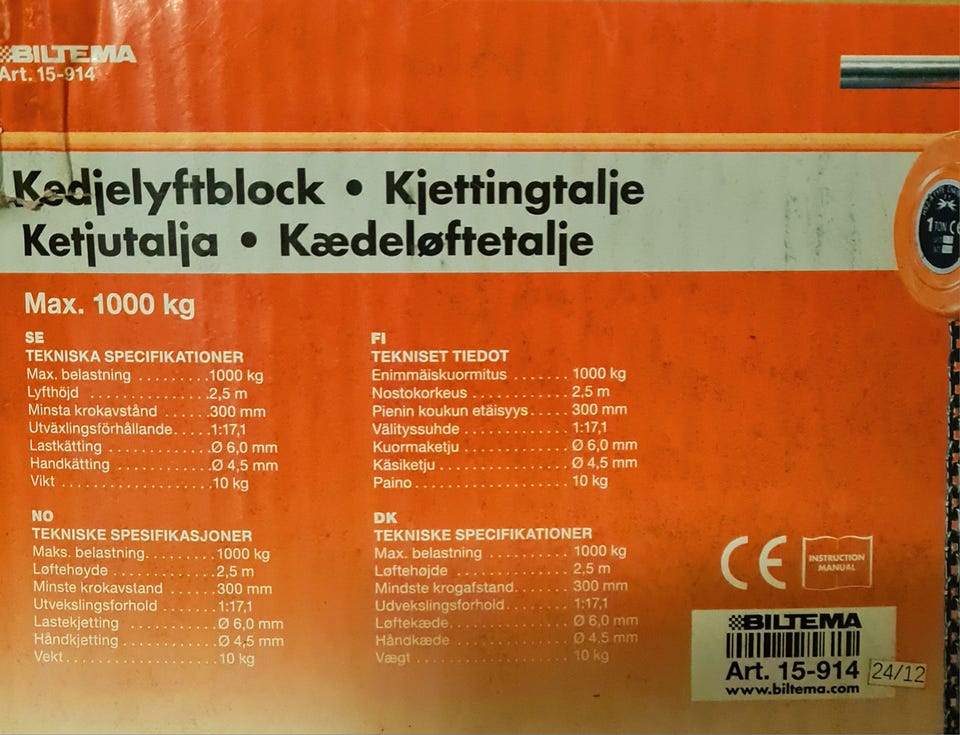 BILTEMA
Art. 15-914
Kedjelyftblock • Kjettingtalje
Ketjutalja • Kædeløftetalje
1 TON CE
Max. 1000 kg
SE
TEKNISKA SPECIFIKATIONER
Max. belastning .........1000 kg
Lyfthöjd ................2,5 m
Minsta krokavstånd ......300 mm
Utväxlingsförhållande.....1:17,1
Lastkätting .............Ø 6,0 mm
Handkätting ............Ø 4,5 mm
Vikt ....................10 kg
FI
TEKNISET TIEDOT
Enimmäiskuormitus .......1000 kg
Nostokorkeus ............2,5 m
Pienin koukun etäisyys.....300 mm
Välityssuhde .............1:17,1
Kuormaketju .............Ø 6,0 mm
Käsiketju ................Ø 4,5 mm
Paino...................10 kg
NO
TEKNISKE SPESIFIKASJONER
Maks. belastning.........1000 kg
Løftehøyde .............2,5 m
Minste krokavstand .......300 mm
Utvekslingsforhold .......1:17,1
Lastekjetting ............Ø 6,0 mm
Håndkjetting ............Ø 4,5 mm
Vekt...................10 kg
DK
TEKNISKE SPECIFIKATIONER
Max. belastning ..........1000 kg
Løftehøjde ..............2,5 m
Mindste krogafstand.......300 mm
Udvekslingsforhold........1:17,1
Løftekæde...............Ø 6,0 mm
Håndkæde ..............Ø 4,5 mm
Vægt ...................10 kg
CE
INSTRUCTION
MANUAL
BILTEMA
Art. 15-914
24/12
www.biltema.com